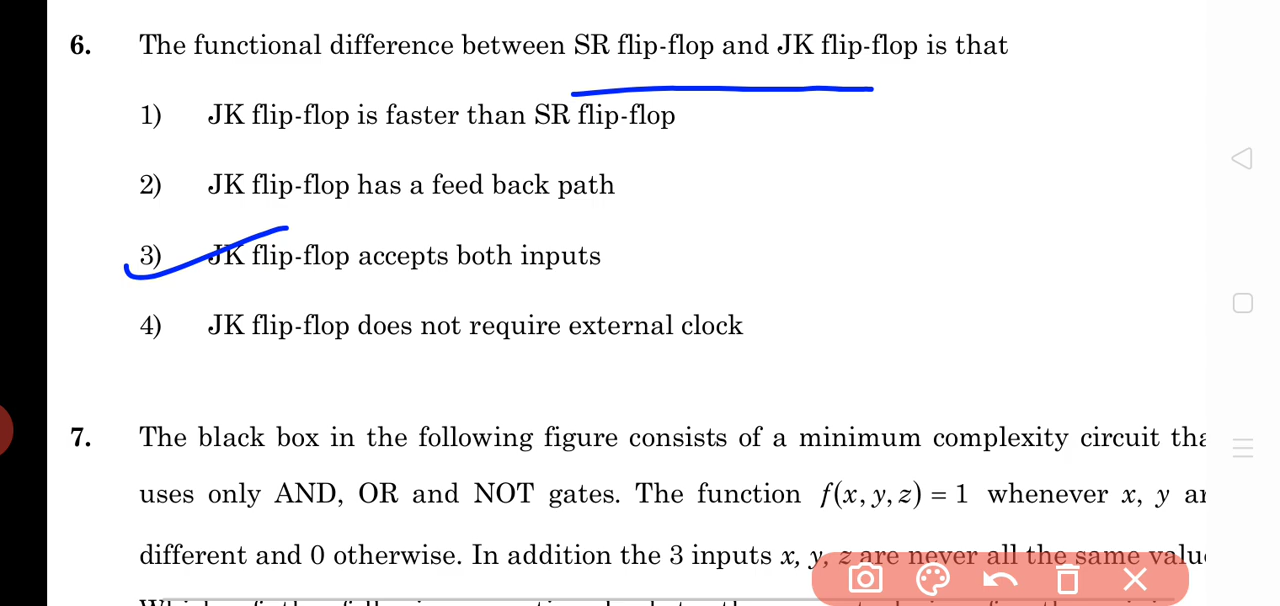 6. The functional difference between SR flip-flop and JK flip-flop is that
1) JK flip-flop is faster than SR flip-flop
2) JK flip-flop has a feed back path
3) JK flip-flop accepts both inputs
4) JK flip-flop does not require external clock
7. The black box in the following figure consists of a minimum complexity circuit tha
uses only AND, OR and NOT gates. The function f(x, y, z) = 1 whenever x, y ar
different and 0 otherwise. In addition the 3 inputs x, y, z are never all the same valu